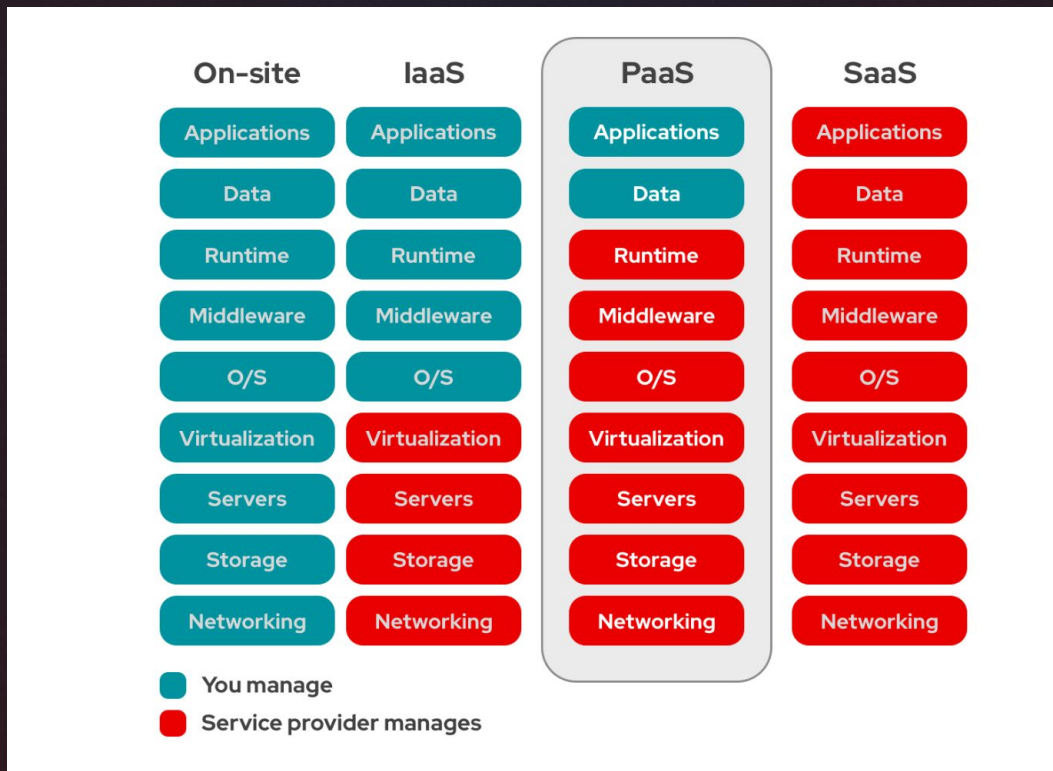 On-site IaaS PaaS SaaS
Applications Applications Applications Applications
Data Data Data Data
Runtime Runtime Runtime Runtime
Middleware Middleware Middleware Middleware
O/S O/S O/S O/S
Virtualization Virtualization Virtualization Virtualization
Servers Servers Servers Servers
Storage Storage Storage Storage
Networking Networking Networking Networking
You manage
Service provider manages